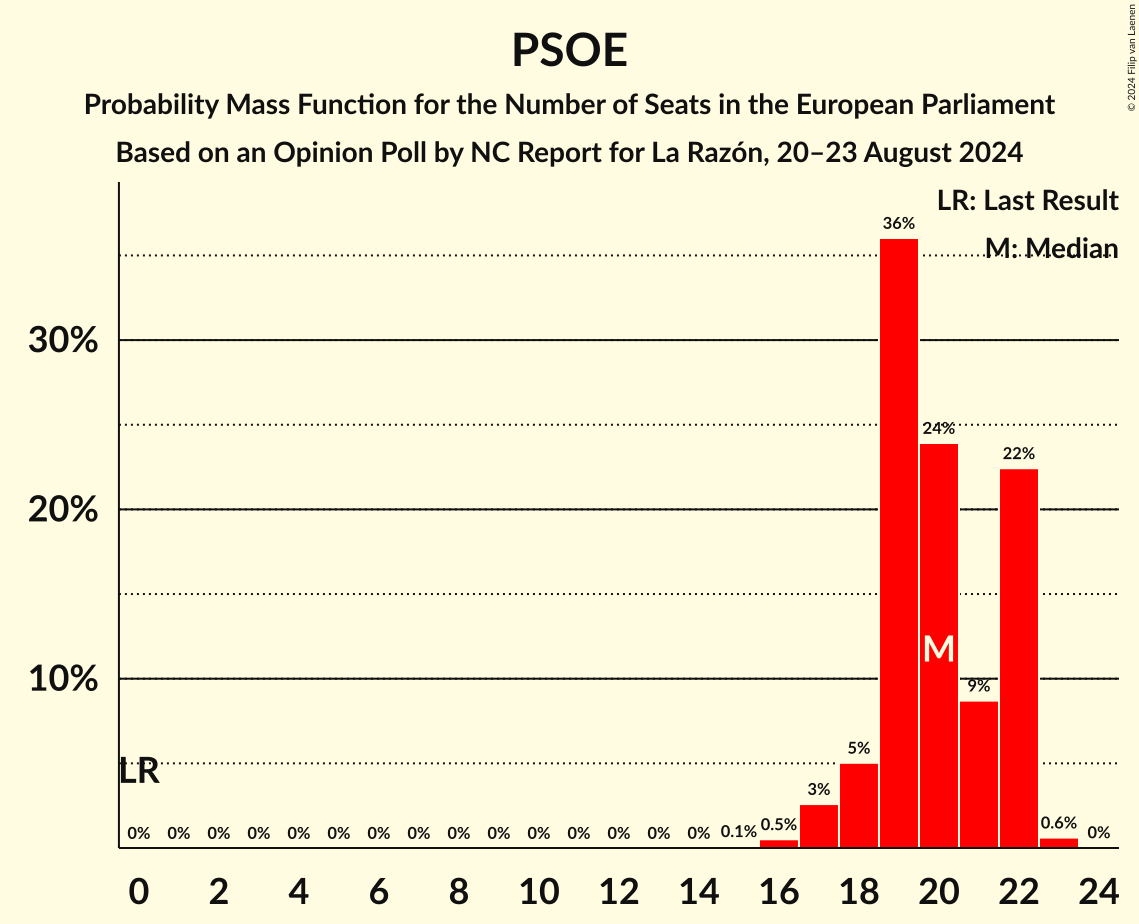 PSOE
Probability Mass Function for the Number of Seats in the European Parliament
Based on an Opinion Poll by NC Report for La Razón, 20–23 August 2024
© 2024 Filip van Laenen
LR: Last Result
M: Median
36%
30%
24%
22%
20%
M
10%
9%
LR
5%
3%
0% 0% 0% 0% 0% 0% 0% 0% 0% 0% 0% 0% 0% 0% 0% 0.1% 0.5% 0.6% 0%
0 2 4 6 8 10 12 14 16 18 20 22 24